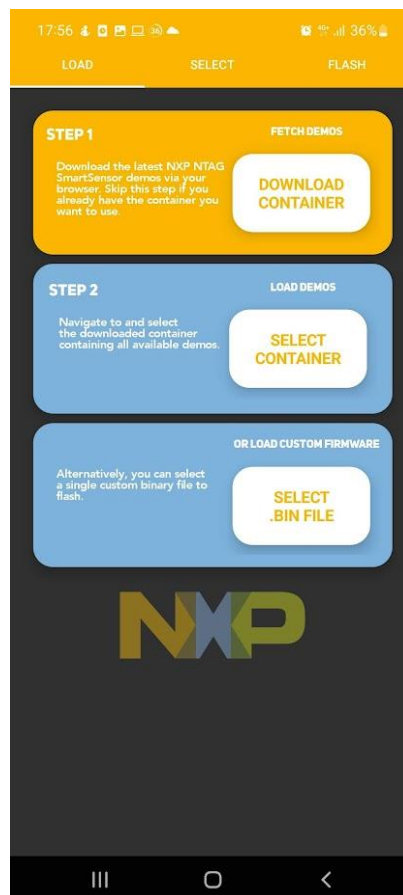 17:56 36 4G+ 36%
LOAD SELECT FLASH
STEP 1 FETCH DEMOS
Download the latest NXP NTAG
SmartSensor demos via your
browser. Skip this step if you
already have the container you
want to use.
DOWNLOAD
CONTAINER
STEP 2 LOAD DEMOS
Navigate to and select
the downloaded container
containing all available demos.
SELECT
CONTAINER
OR LOAD CUSTOM FIRMWARE
Alternatively, you can select
a single custom binary file to
flash.
SELECT
.BIN FILE
NXP